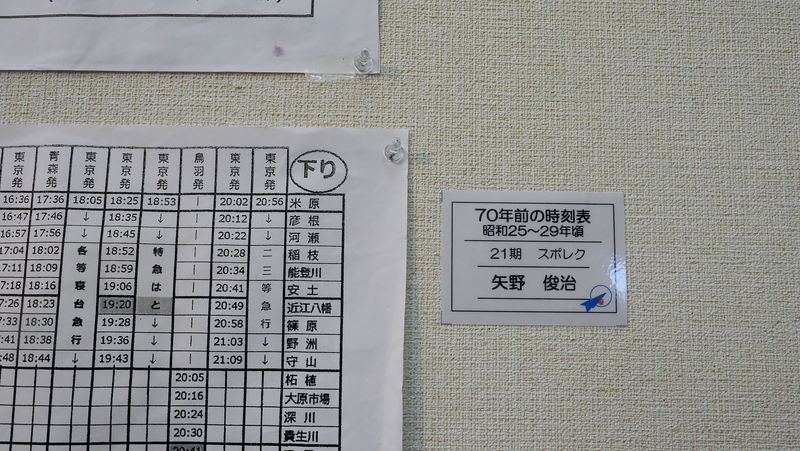 下り
東京発 青森発 東京発 東京発 東京発 鳥羽発 東京発 東京発
16:36 17:36 18:05 18:25 18:53 | 20:02 20:56 米原
16:47 17:46 ↓ 18:35 ↓ | 20:12 ↓ 彦根
16:57 17:56 ↓ 18:45 ↓ | 20:22 ↓ 河瀬
17:04 18:02 各 18:52 特 | 20:28 二 稲枝
17:11 18:09 等 18:59 急 | 20:34 三 能登川
17:18 18:16 寝 19:06 は | 20:41 等 安土
17:26 18:23 台 19:20 と | 20:49 急 近江八幡
17:33 18:30 急 19:28 ↓ | 20:58 行 篠原
:41 18:38 行 19:36 ↓ | 21:03 ↓ 野洲
:48 18:44 ↓ 19:43 ↓ | 21:09 ↓ 守山
20:05 柘植
20:16 大原市場
20:24 深川
20:30 貴生川
70年前の時刻表
昭和25~29年頃
21期 スポレク
矢野 俊治